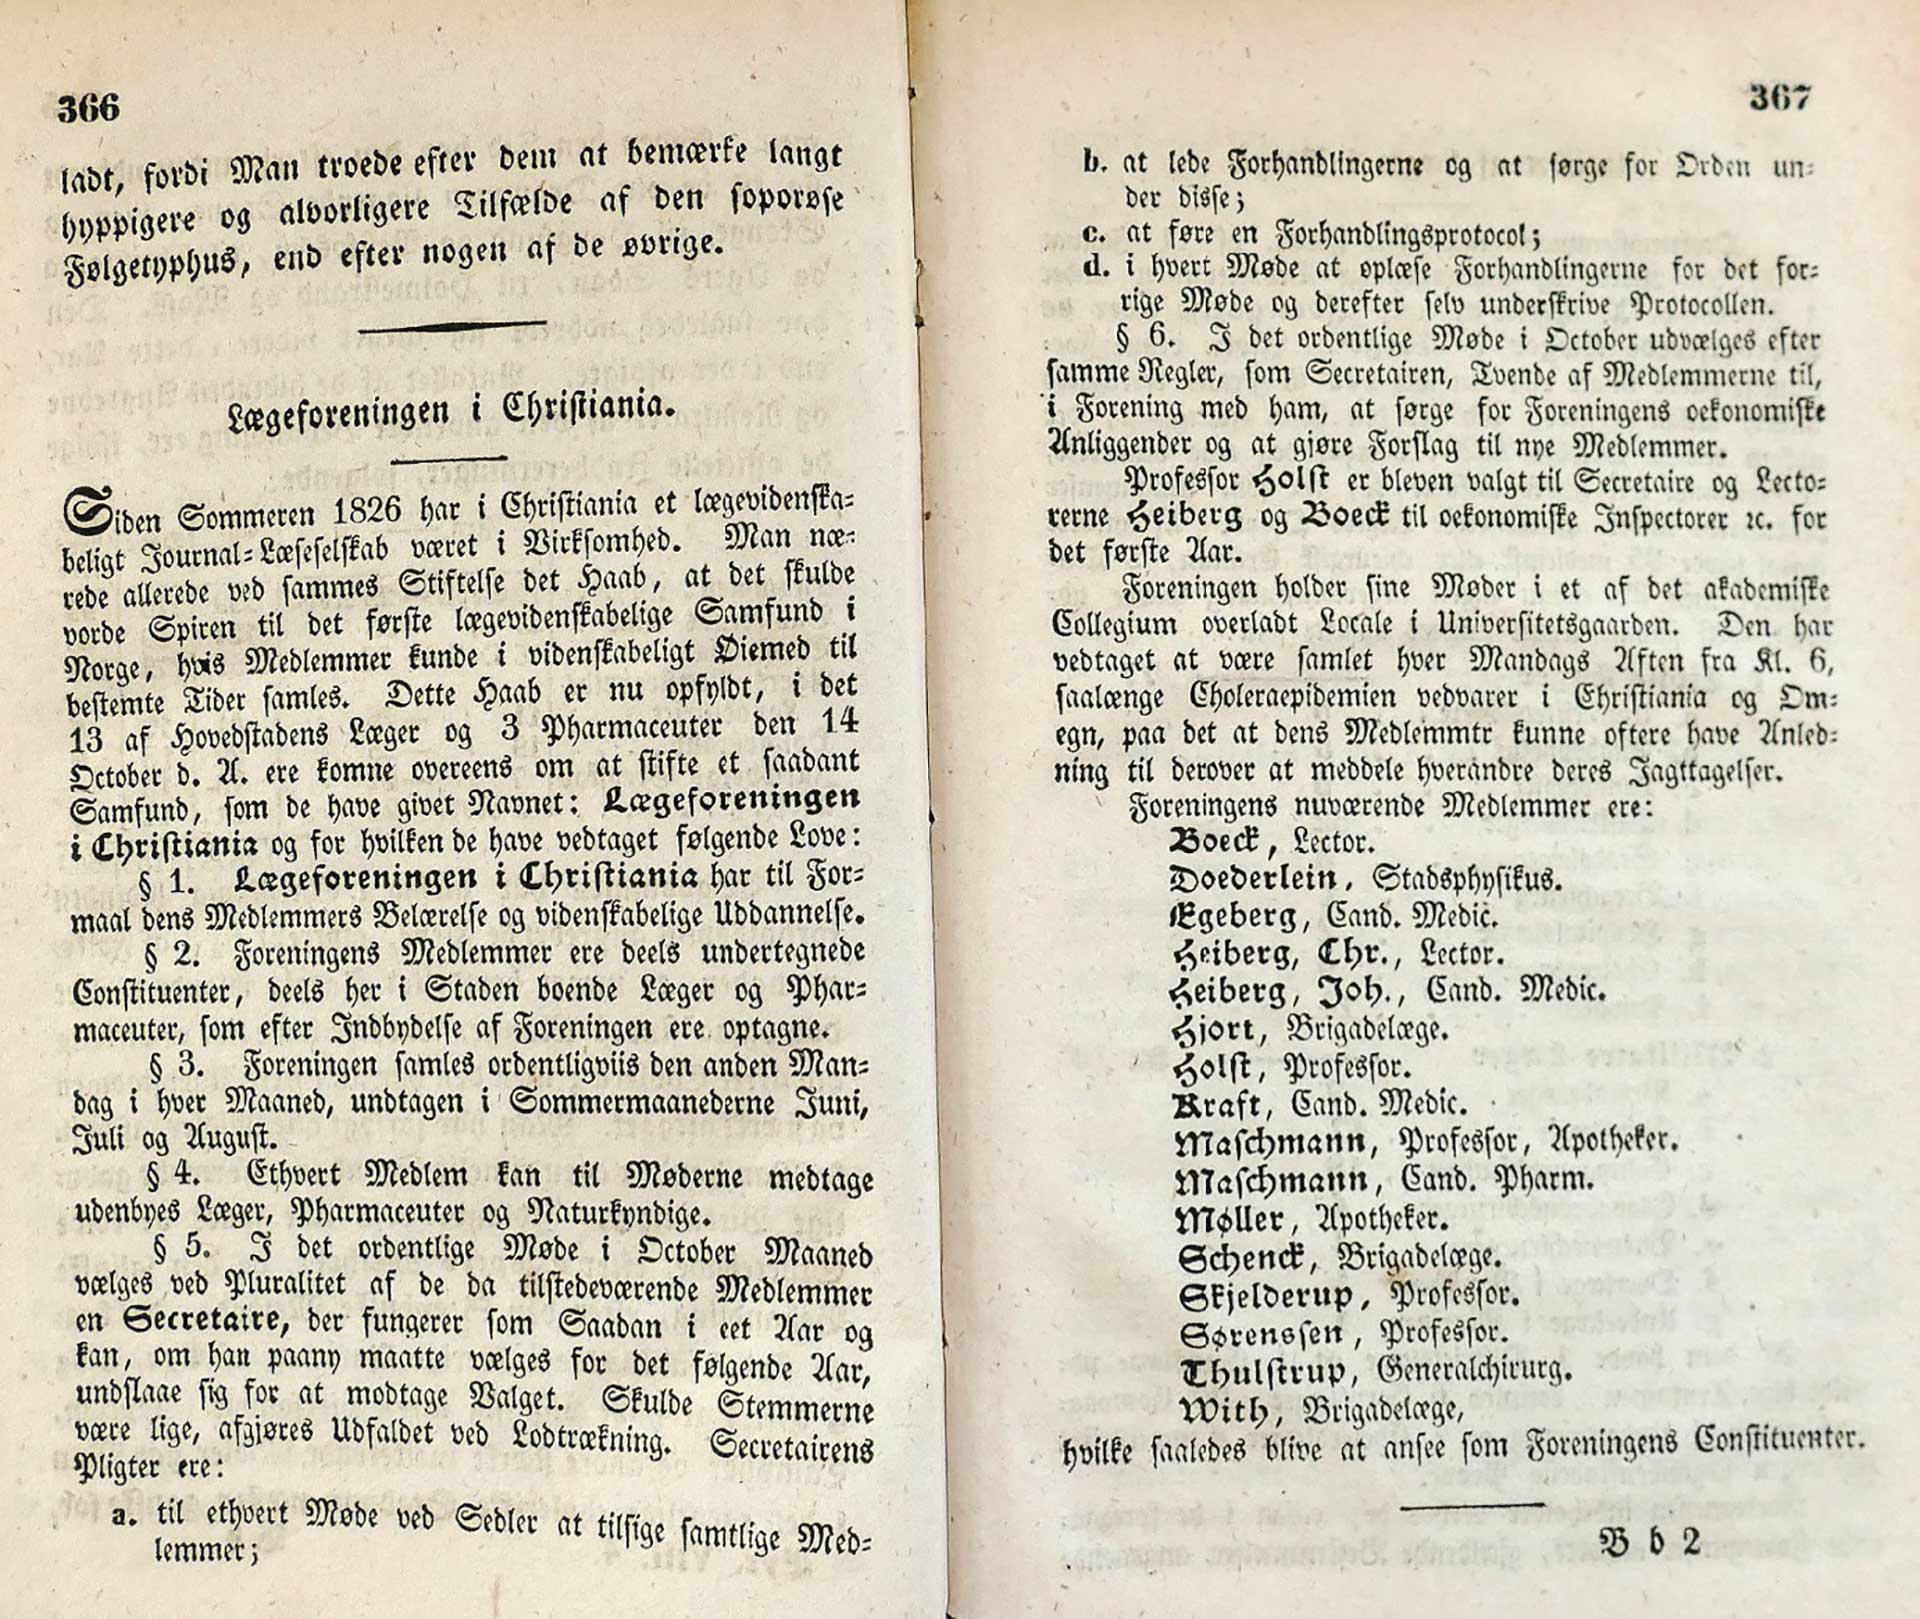 366
ladt, fordi Man troede efter dem at bemærke langt
hyppigere og alvorligere Tilfælde af den soporøse
Følgetyphus, end efter nogen af de øvrige.
Lægeforeningen i Christiania.
Siden Sommeren 1826 har i Christiania et lægevidenska-
beligt Journal-Læseselskab været i Virksomhed. Man næ-
rede allerede ved sammes Stiftelse det Haab, at det skulde
vorde Spiren til det første lægevidenskabelige Samfund i
Norge, hvis Medlemmer kunde i videnskabeligt Øiemed til
bestemte Tider samles. Dette Haab er nu opfyldt, i det
13 af Hovedstadens Læger og 3 Pharmaceuter den 14
October d. A. ere komne overeens om at stifte et saadant
Samfund, som de have givet Navnet: Lægeforeningen
i Christiania og for hvilken de have vedtaget følgende Love:
§ 1. Lægeforeningen i Christiania har til For-
maal dens Medlemmers Belærelse og videnskabelige Uddannelse.
§ 2. Foreningens Medlemmer ere deels undertegnede
Constituenter, deels her i Staden boende Læger og Phar-
maceuter, som efter Indbydelse af Foreningen ere optagne.
§ 3. Foreningen samles ordentligviis den anden Man-
dag i hver Maaned, undtagen i Sommermaanederne Juni,
Juli og August.
§ 4. Ethvert Medlem kan til Møderne medtage
udenbyes Læger, Pharmaceuter og Naturkyndige.
§ 5. I det ordentlige Møde i October Maaned
vælges ved Pluralitet af de da tilstedeværende Medlemmer
en Secretaire, der fungerer som Saadan i eet Aar og
kan, om han paany maatte vælges for det følgende Aar,
undslaae sig for at modtage Valget. Skulde Stemmerne
være lige, afgjøres Udfaldet ved Lodtrækning. Secretairens
Pligter ere:
a. til ethvert Møde ved Sedler at tilsige samtlige Med-
lemmer;
367
b. at lede Forhandlingerne og at sørge for Orden un-
der disse;
c. at føre en Forhandlingsprotocol;
d. i hvert Møde at oplæse Forhandlingerne for det for-
rige Møde og derefter selv underskrive Protocollen.
§ 6. I det ordentlige Møde i October udvælges efter
samme Regler, som Secretairen, Tvende af Medlemmerne til,
i Forening med ham, at sørge for Foreningens oekonomiske
Anliggender og at gjøre Forslag til nye Medlemmer.
Professor Holst er bleven valgt til Secretaire og Lecto-
rerne Heiberg og Boeck til oekonomiske Inspectorer ꝛc. for
det første Aar.
Foreningen holder sine Møder i et af det akademiske
Collegium overladt Locale i Universitetsgaarden. Den har
vedtaget at være samlet hver Mandags Aften fra Kl. 6,
saalænge Choleraepidemien vedvarer i Christiania og Om-
egn, paa det at dens Medlemmtr kunne oftere have Anled-
ning til derover at meddele hverandre deres Jagttagelser.
Foreningens nuværende Medlemmer ere:
Boeck, Lector.
Doederlein, Stadsphysikus.
Egeberg, Cand. Medic.
Heiberg, Chr., Lector.
Heiberg, Joh., Cand. Medic.
Hjort, Brigadelæge.
Holst, Professor.
Kraft, Cand. Medic.
Maschmann, Professor, Apotheker.
Maschmann, Cand. Pharm.
Møller, Apotheker.
Schenck, Brigadelæge.
Skjelderup, Professor.
Sørenssen, Professor.
Thulstrup, Generalchirurg.
With, Brigadelæge,
hvilke saaledes blive at ansee som Foreningens Constituenter.
B b 2